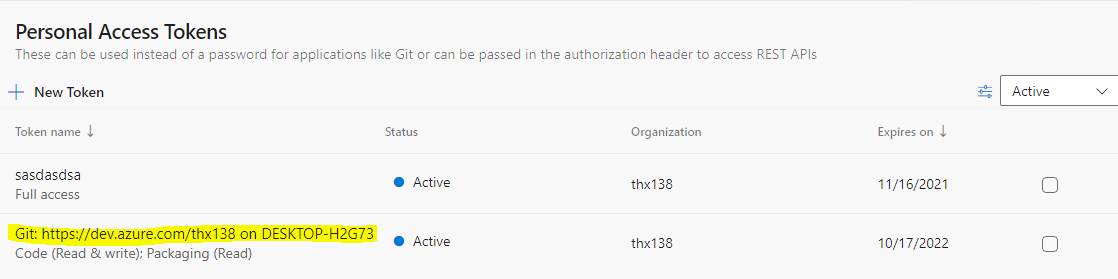 Personal Access Tokens
These can be used instead of a password for applications like Git or can be passed in the authorization header to access REST APIs
New Token
Active
Token name ↓ Status Organization Expires on ↓
sasdasdsa
Full access
Active thx138 11/16/2021
Git: https://dev.azure.com/thx138 on DESKTOP-H2G73
Code (Read & write); Packaging (Read)
Active thx138 10/17/2022